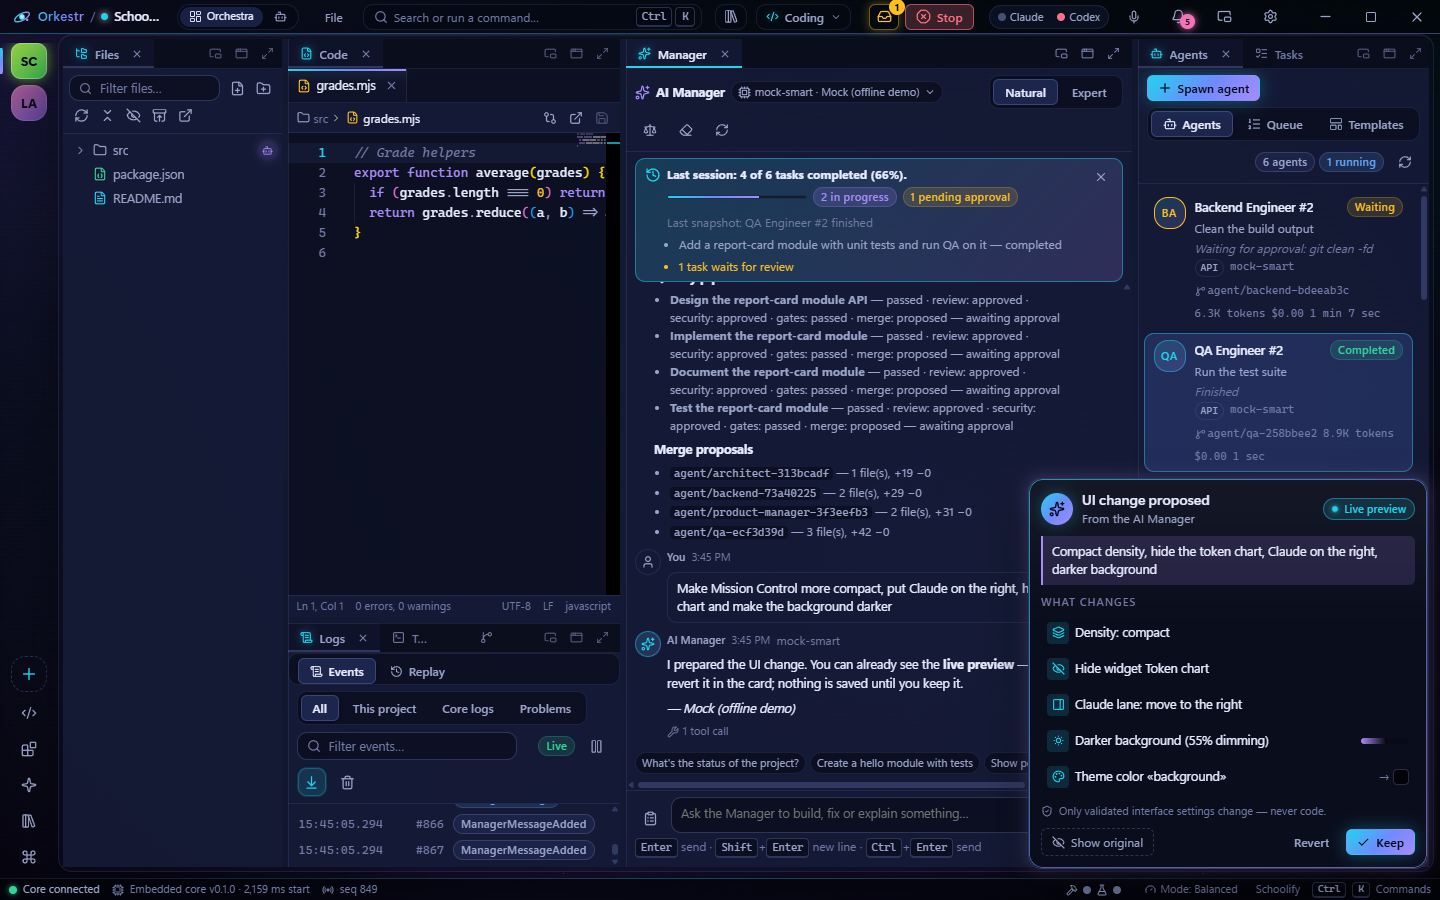 Orkestr / Schoo...
Orchestra
File
Search or run a command...
Ctrl K
Coding
1
Stop
Claude Codex
5
SC
LA
Files
Filter files...
src
package.json
README.md
Code
grades.mjs
src > grades.mjs
1 // Grade helpers
2 export function average(grades) {
3 if (grades.length === 0) return
4 return grades.reduce((a, b) =>
5 }
6
Ln 1, Col 1 0 errors, 0 warnings UTF-8 LF javascript
Logs T...
Events Replay
All This project Core logs Problems
Filter events... Live
15:45:05.294 #866 ManagerMessageAdded
15:45:05.294 #867 ManagerMessageAdded
Manager
AI Manager mock-smart · Mock (offline demo) Natural Expert
Last session: 4 of 6 tasks completed (66%).
2 in progress 1 pending approval
Last snapshot: QA Engineer #2 finished
• Add a report-card module with unit tests and run QA on it — completed
• 1 task waits for review
• Design the report-card module API — passed · review: approved ·
security: approved · gates: passed · merge: proposed — awaiting approval
• Implement the report-card module — passed · review: approved ·
security: approved · gates: passed · merge: proposed — awaiting approval
• Document the report-card module — passed · review: approved ·
security: approved · gates: passed · merge: proposed — awaiting approval
• Test the report-card module — passed · review: approved · security:
approved · gates: passed · merge: proposed — awaiting approval
Merge proposals
• agent/architect-313bcadf — 1 file(s), +19 −0
• agent/backend-73a40225 — 2 file(s), +29 −0
• agent/product-manager-3f3eefb3 — 2 file(s), +31 −0
• agent/qa-ecf3d39d — 3 file(s), +42 −0
You 3:45 PM
Make Mission Control more compact, put Claude on the right, h
chart and make the background darker
AI Manager 3:45 PM mock-smart
I prepared the UI change. You can already see the live preview —
revert it in the card; nothing is saved until you keep it.
— Mock (offline demo)
1 tool call
What's the status of the project? Create a hello module with tests Show p
Ask the Manager to build, fix or explain something...
Enter send · Shift + Enter new line · Ctrl + Enter send
Agents Tasks
+ Spawn agent
Agents Queue Templates
6 agents 1 running
BA Backend Engineer #2 Waiting
Clean the build output
Waiting for approval: git clean -fd
API mock-smart
agent/backend-bdeeab3c
6.3K tokens $0.00 1 min 7 sec
QA QA Engineer #2 Completed
Run the test suite
Finished
API mock-smart
agent/qa-258bbee2 8.9K tokens
$0.00 1 sec
UI change proposed
From the AI Manager
Live preview
Compact density, hide the token chart, Claude on the right,
darker background
WHAT CHANGES
Density: compact
Hide widget Token chart
Claude lane: move to the right
Darker background (55% dimming)
Theme color «background» →
Only validated interface settings change — never code.
Show original Revert Keep
Core connected Embedded core v0.1.0 · 2,159 ms start seq 849
Mode: Balanced Schoolify Ctrl K Commands